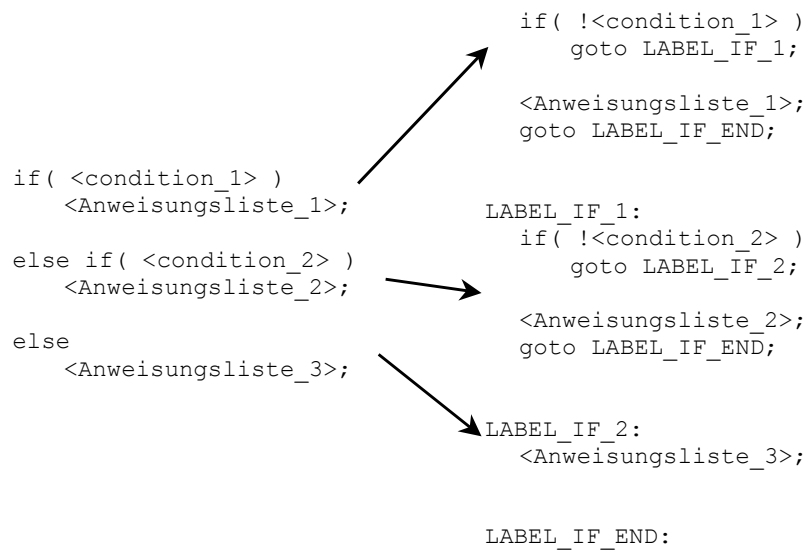 if( <condition_1> )
<Anweisungsliste_1>;
else if( <condition_2> )
<Anweisungsliste_2>;
else
<Anweisungsliste_3>;
if( !<condition_1> )
goto LABEL_IF_1;
<Anweisungsliste_1>;
goto LABEL_IF_END;
LABEL_IF_1:
if( !<condition_2> )
goto LABEL_IF_2;
<Anweisungsliste_2>;
goto LABEL_IF_END;
LABEL_IF_2:
<Anweisungsliste_3>;
LABEL_IF_END: